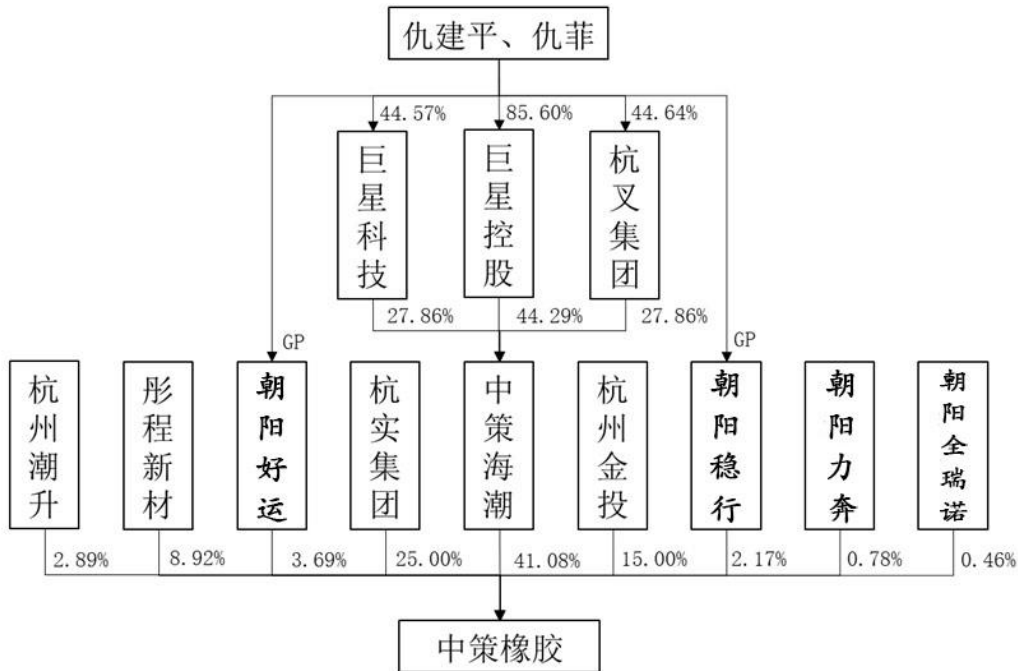 仇建平、仇菲
44.57%
85.60%
44.64%
巨星科技
巨星控股
杭叉集团
27.86%
44.29%
27.86%
GP
GP
杭州潮升
彤程新材
朝阳好运
杭实集团
中策海潮
杭州金投
朝阳稳行
朝阳力奔
朝阳全瑞诺
2.89%
8.92%
3.69%
25.00%
41.08%
15.00%
2.17%
0.78%
0.46%
中策橡胶